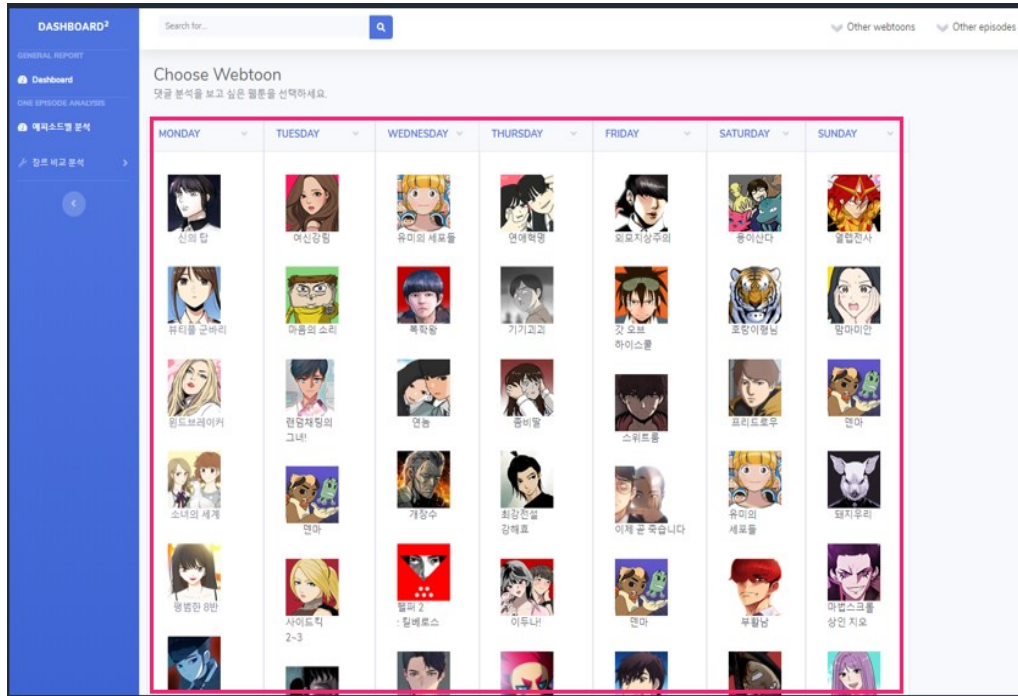 DASHBOARD²
Search for...
Other webtoons
Other episodes
GENERAL REPORT
Dashboard
ONE EPISODE ANALYSIS
에피소드별 분석
장르 비교 분석
Choose Webtoon
댓글 분석을 보고 싶은 웹툰을 선택하세요.
MONDAY
TUESDAY
WEDNESDAY
THURSDAY
FRIDAY
SATURDAY
SUNDAY
신의 탑
여신강림
유미의 세포들
연애혁명
외모지상주의
용이산다
열렙전사
뷰티풀 군바리
마음의 소리
복학왕
기기괴괴
갓 오브
하이스쿨
호랑이형님
맘마미안
윈드브레이커
랜덤채팅의
그녀!
연놈
좀비딸
스위트홈
프리드로우
덴마
소녀의 세계
덴마
개장수
최강전설
강해효
이제 곧 죽습니다
유미의
세포들
돼지우리
평범한 8반
사이드킥
2~3
헬퍼 2
: 킬베로스
이두나!
덴마
부활남
마법스크롤
상인 지오